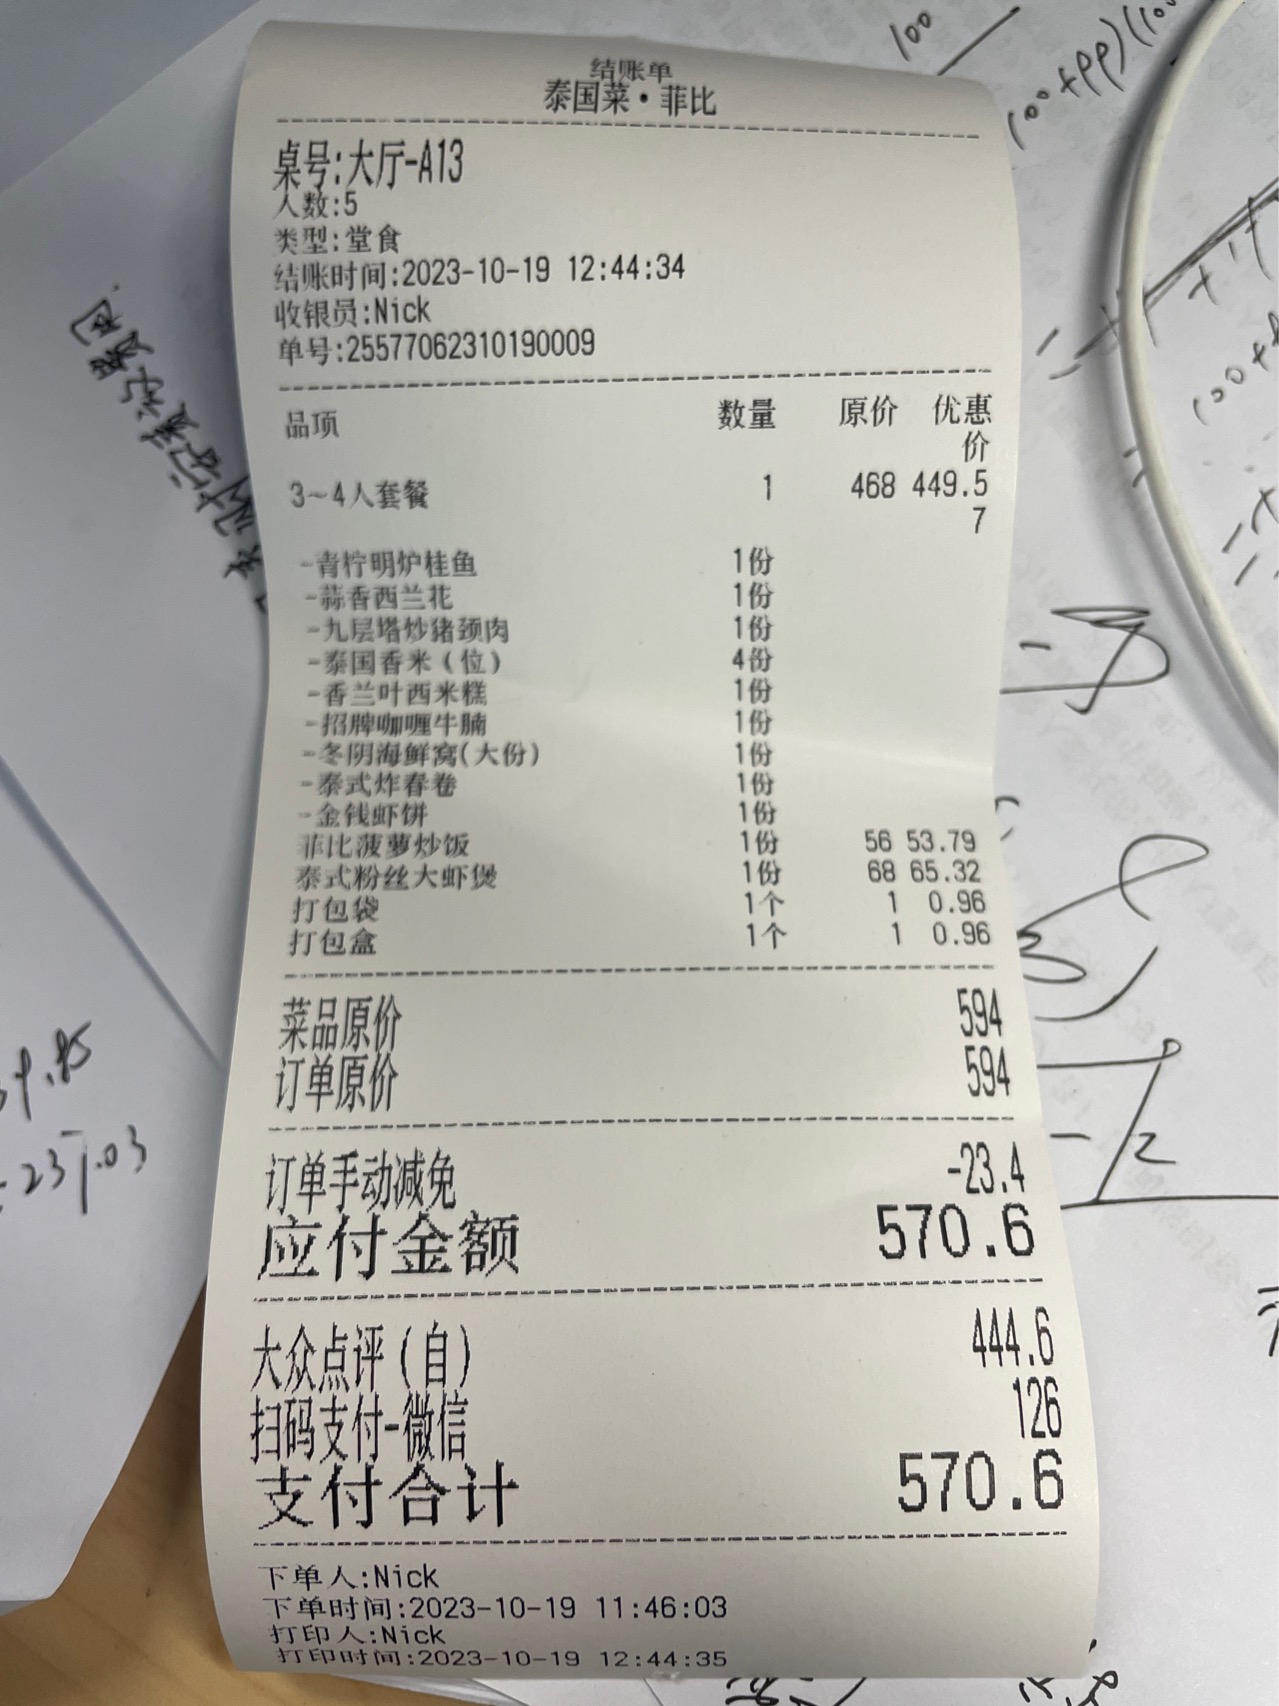 结账单
泰国菜·菲比
桌号:大厅-A13
人数:5
类型:堂食
结账时间:2023-10-19 12:44:34
收银员:Nick
单号:25577062310190009
品项 数量 原价 优惠
价
3~4人套餐 1 468 449.5
7
-青柠明炉桂鱼 1份
-蒜香西兰花 1份
-九层塔炒猪颈肉 1份
-泰国香米(位) 4份
-香兰叶西米糕 1份
-招牌咖喱牛腩 1份
-冬阴海鲜窝(大份) 1份
-泰式炸春卷 1份
-金钱虾饼 1份
菲比菠萝炒饭 1份 56 53.79
泰式粉丝大虾煲 1份 68 65.32
打包袋 1个 1 0.96
打包盒 1个 1 0.96
菜品原价 594
订单原价 594
订单手动减免 -23.4
应付金额 570.6
大众点评(自) 444.6
扫码支付-微信 126
支付合计 570.6
下单人:Nick
下单时间:2023-10-19 11:46:03
打印人:Nick
打印时间:2023-10-19 12:44:35
100